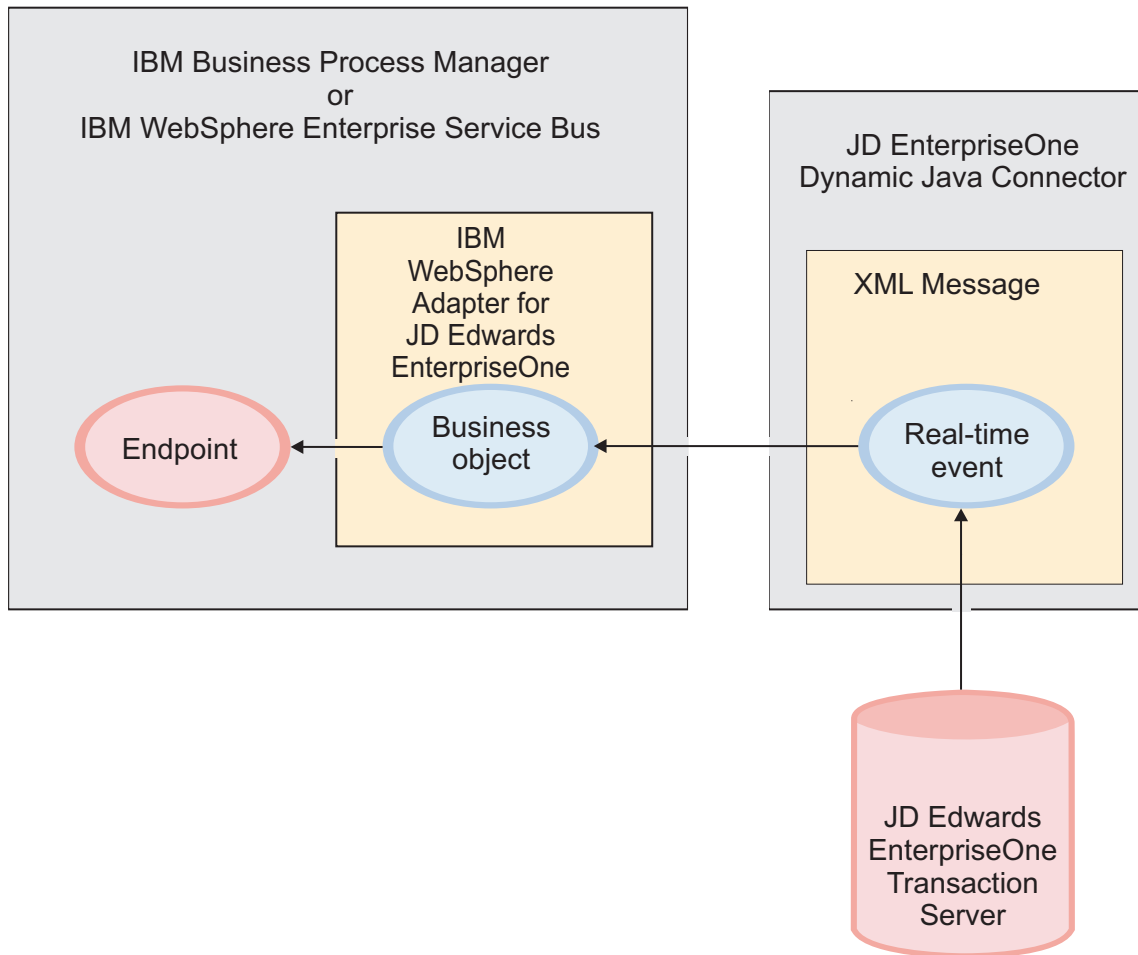 IBM Business Process Manager
or
IBM WebSphere Enterprise Service Bus
JD EnterpriseOne
Dynamic Java Connector
IBM
WebSphere
Adapter for
JD Edwards
EnterpriseOne
XML Message
Endpoint
Business
object
Real-time
event
JD Edwards
EnterpriseOne
Transaction
Server